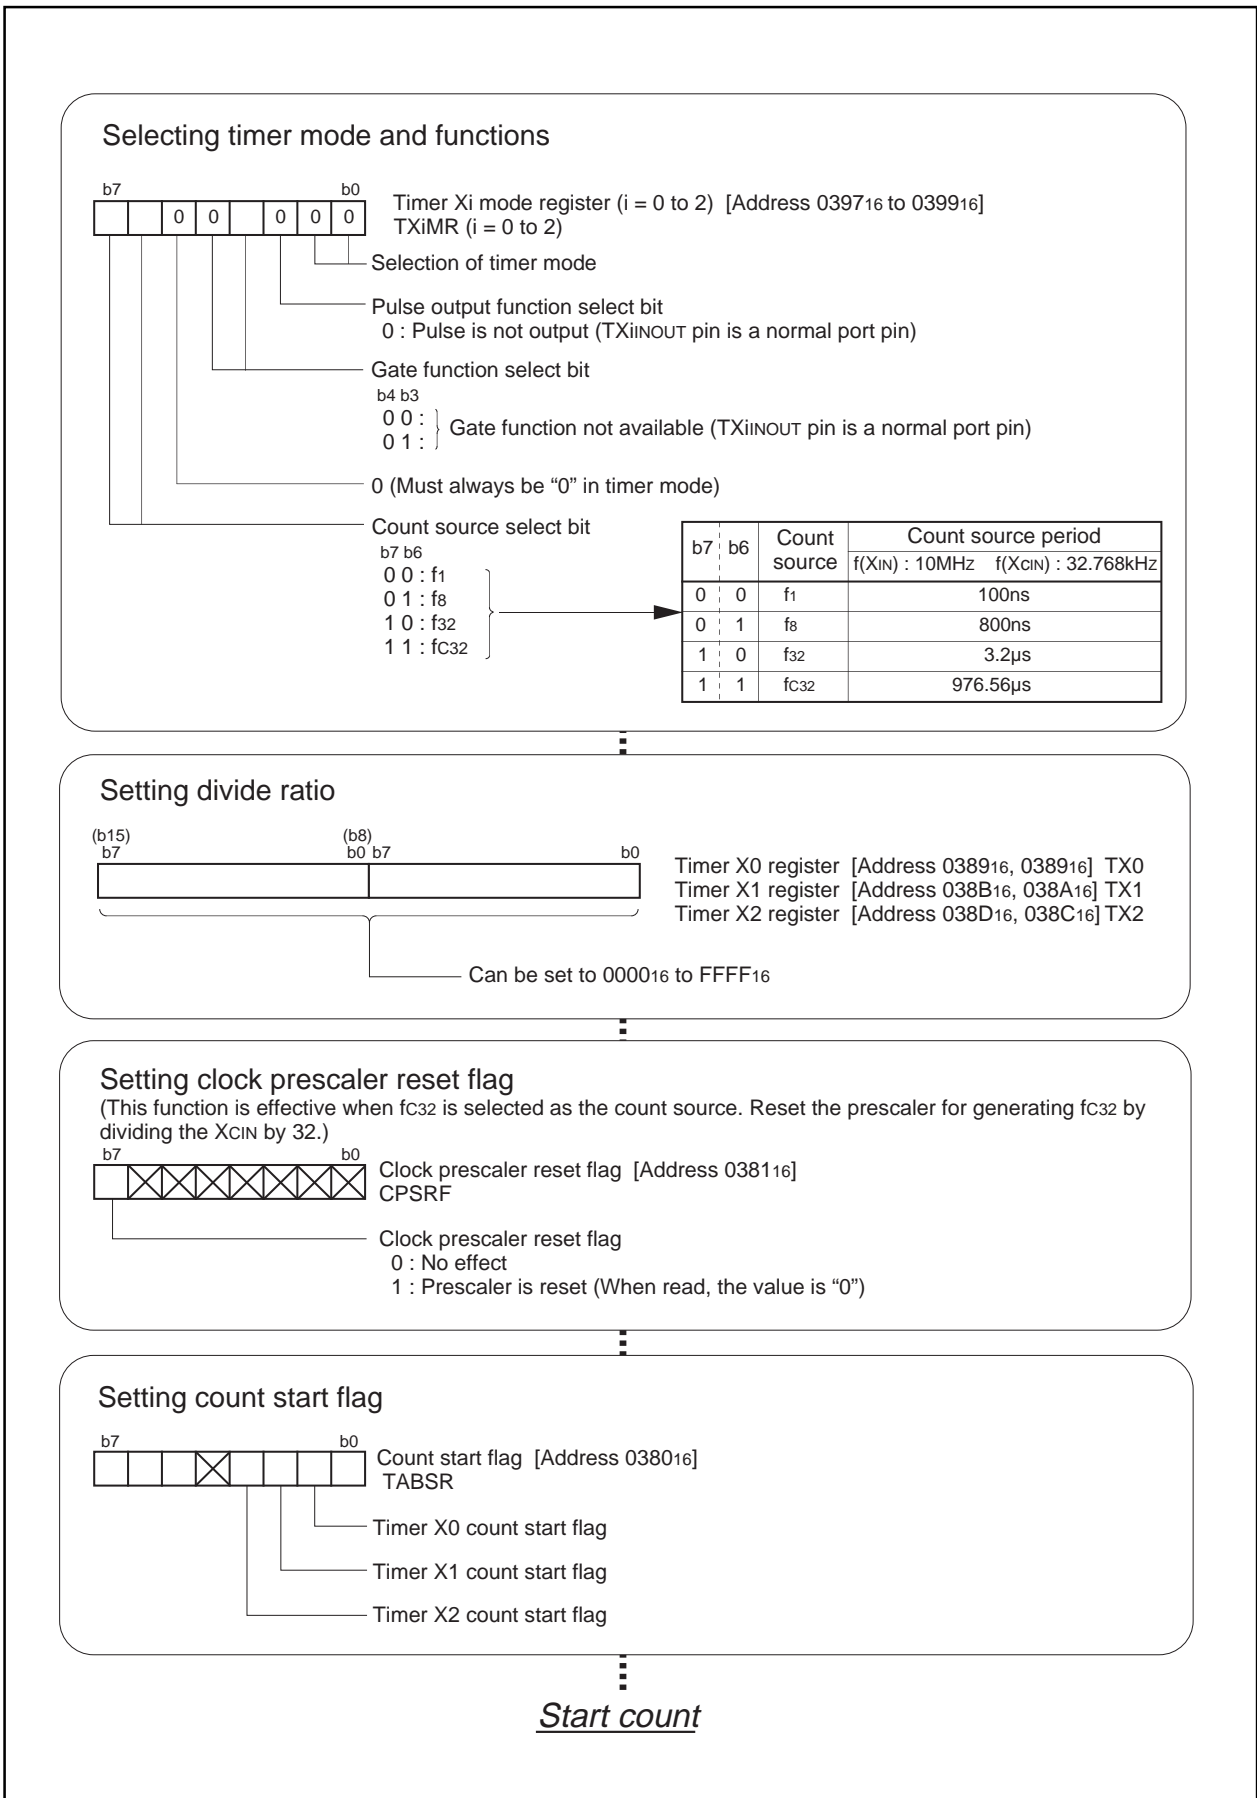 Selecting timer mode and functions
b7 b0
0 0 0 0 0
Timer Xi mode register (i = 0 to 2) [Address 039716 to 039916]
TXiMR (i = 0 to 2)
Selection of timer mode
Pulse output function select bit
0 : Pulse is not output (TXiINOUT pin is a normal port pin)
Gate function select bit
b4 b3
0 0 :
0 1 :
Gate function not available (TXiINOUT pin is a normal port pin)
0 (Must always be “0” in timer mode)
Count source select bit
b7 b6
0 0 : f1
0 1 : f8
1 0 : f32
1 1 : fC32
b7 b6 Count source Count source period
f(XIN) : 10MHz f(XCIN) : 32.768kHz
0 0 f1 100ns
0 1 f8 800ns
1 0 f32 3.2µs
1 1 fC32 976.56µs
Setting divide ratio
(b15) (b8)
b7 b0 b7 b0
Timer X0 register [Address 038916, 038916] TX0
Timer X1 register [Address 038B16, 038A16] TX1
Timer X2 register [Address 038D16, 038C16] TX2
Can be set to 000016 to FFFF16
Setting clock prescaler reset flag
(This function is effective when fC32 is selected as the count source. Reset the prescaler for generating fC32 by
dividing the XCIN by 32.)
b7 b0
Clock prescaler reset flag [Address 038116]
CPSRF
Clock prescaler reset flag
0 : No effect
1 : Prescaler is reset (When read, the value is “0”)
Setting count start flag
b7 b0
Count start flag [Address 038016]
TABSR
Timer X0 count start flag
Timer X1 count start flag
Timer X2 count start flag
Start count